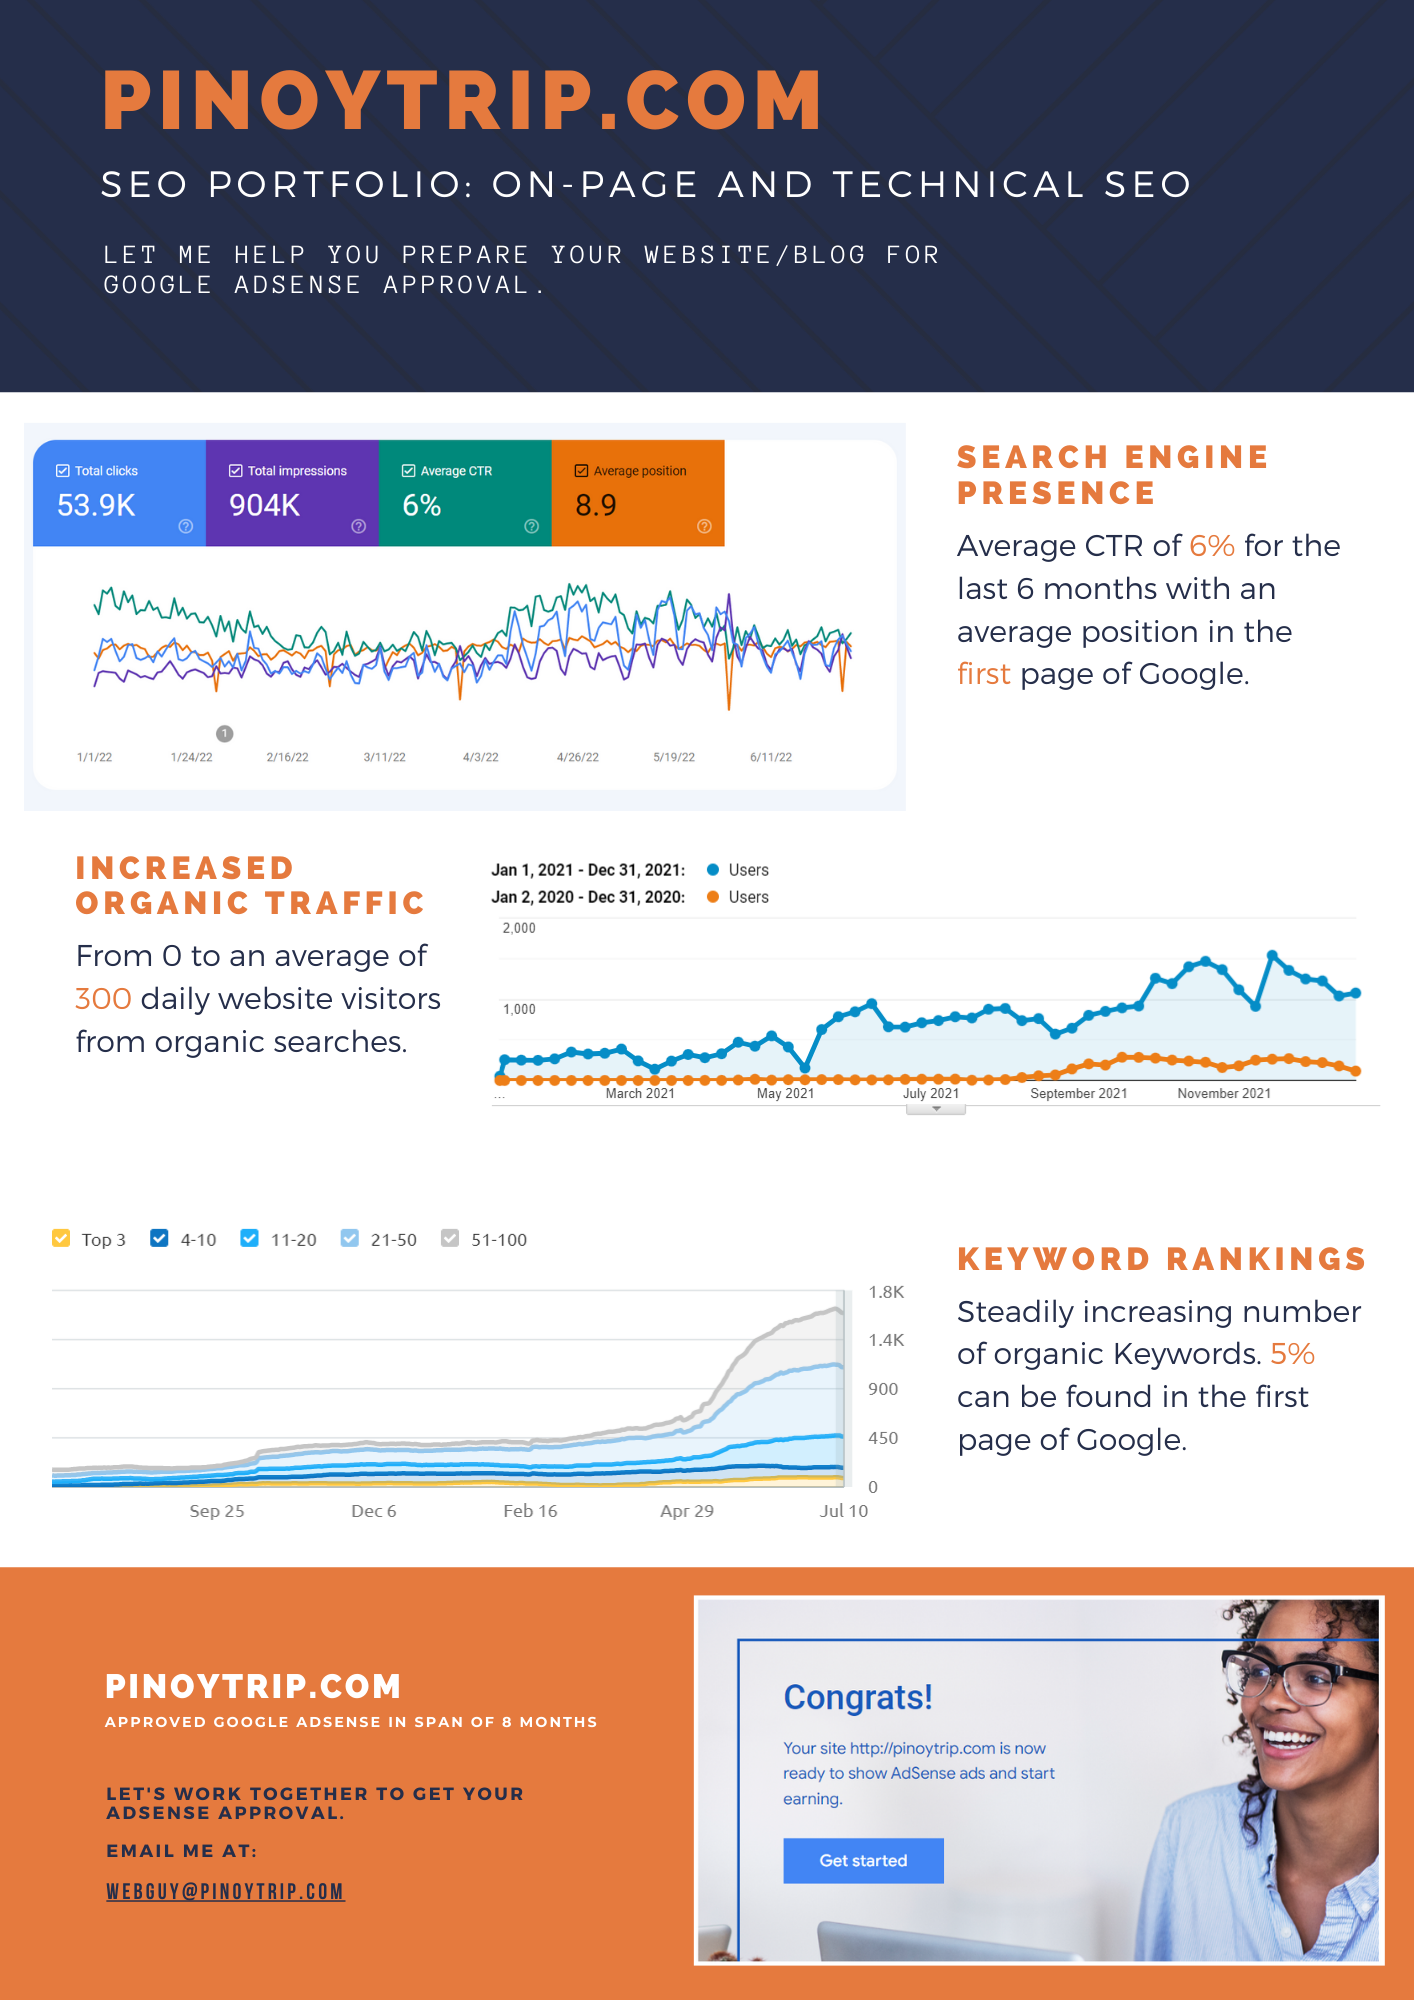 PINOYTRIP.COM
SEO PORTFOLIO: ON-PAGE AND TECHNICAL SEO
LET ME HELP YOU PREPARE YOUR WEBSITE/BLOG FOR
GOOGLE ADSENSE APPROVAL.
Total clicks
53.9K
Total impressions
904K
Average CTR
6%
Average position
8.9
1
1/1/22 1/24/22 2/16/22 3/11/22 4/3/22 4/26/22 5/19/22 6/11/22
SEARCH ENGINE
PRESENCE
Average CTR of 6% for the
last 6 months with an
average position in the
first page of Google.
INCREASED
ORGANIC TRAFFIC
From 0 to an average of
300 daily website visitors
from organic searches.
Jan 1, 2021 - Dec 31, 2021: Users
Jan 2, 2020 - Dec 31, 2020: Users
2,000
1,000
... March 2021 May 2021 July 2021 September 2021 November 2021
Top 3 4-10 11-20 21-50 51-100
1.8K
1.4K
900
450
0
Sep 25 Dec 6 Feb 16 Apr 29 Jul 10
KEYWORD RANKINGS
Steadily increasing number
of organic Keywords. 5%
can be found in the first
page of Google.
PINOYTRIP.COM
APPROVED GOOGLE ADSENSE IN SPAN OF 8 MONTHS
LET'S WORK TOGETHER TO GET YOUR
ADSENSE APPROVAL.
EMAIL ME AT:
WEBGUY@PINOYTRIP.COM
Congrats!
Your site http://pinoytrip.com is now
ready to show AdSense ads and start
earning.
Get started